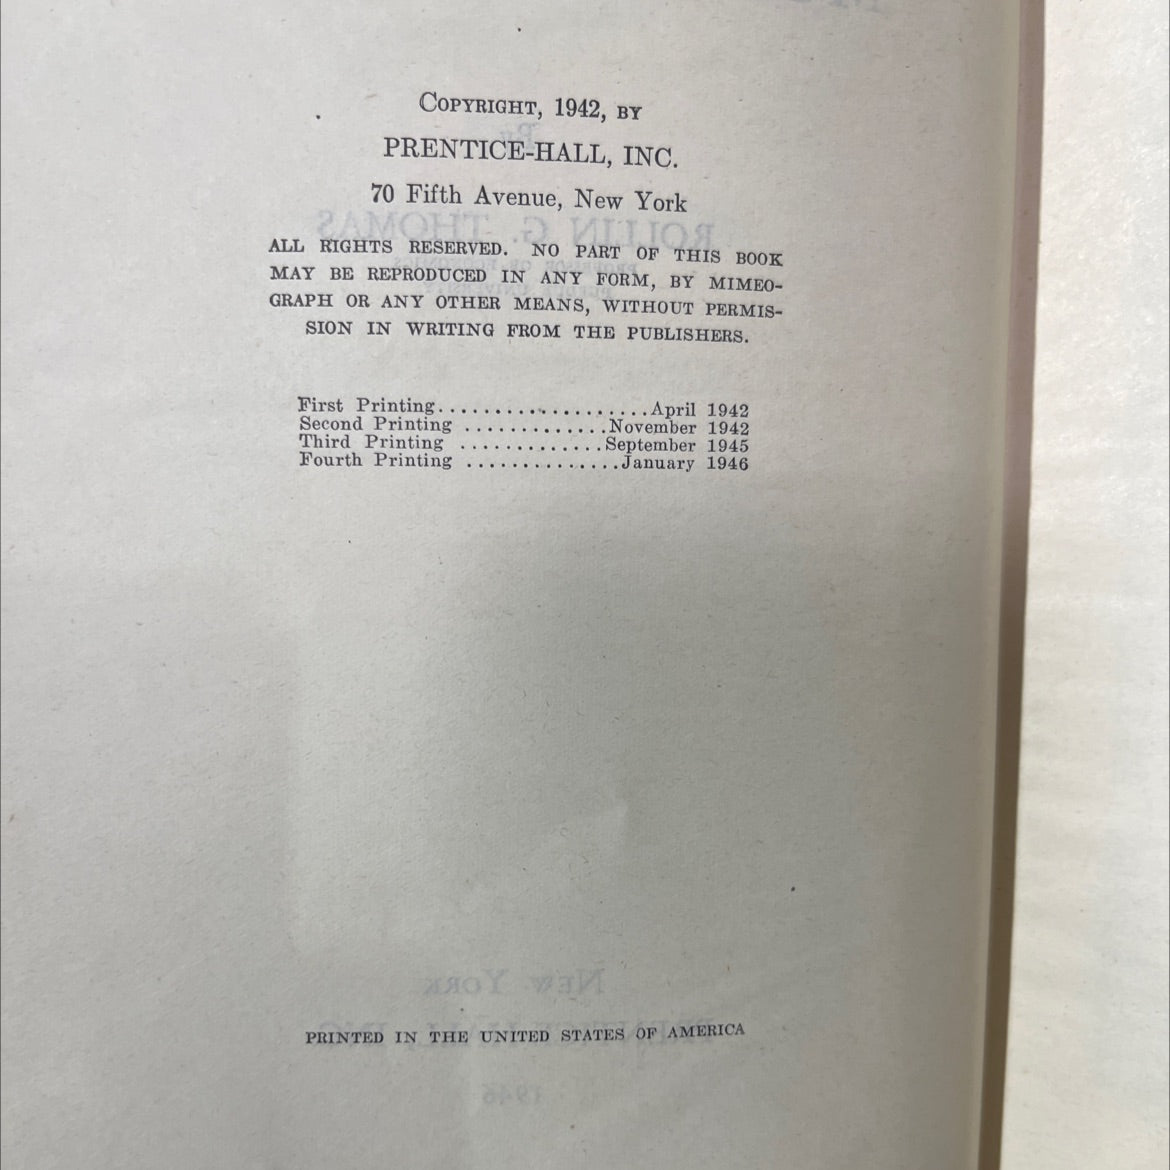 Copyright, 1942, by
PRENTICE-HALL, INC.
70 Fifth Avenue, New York
ALL RIGHTS RESERVED. NO PART OF THIS BOOK
MAY BE REPRODUCED IN ANY FORM, BY MIMEO-
GRAPH OR ANY OTHER MEANS, WITHOUT PERMIS-
SION IN WRITING FROM THE PUBLISHERS.
First Printing...................April 1942
Second Printing .............November 1942
Third Printing .............September 1945
Fourth Printing ..............January 1946
PRINTED IN THE UNITED STATES OF AMERICA